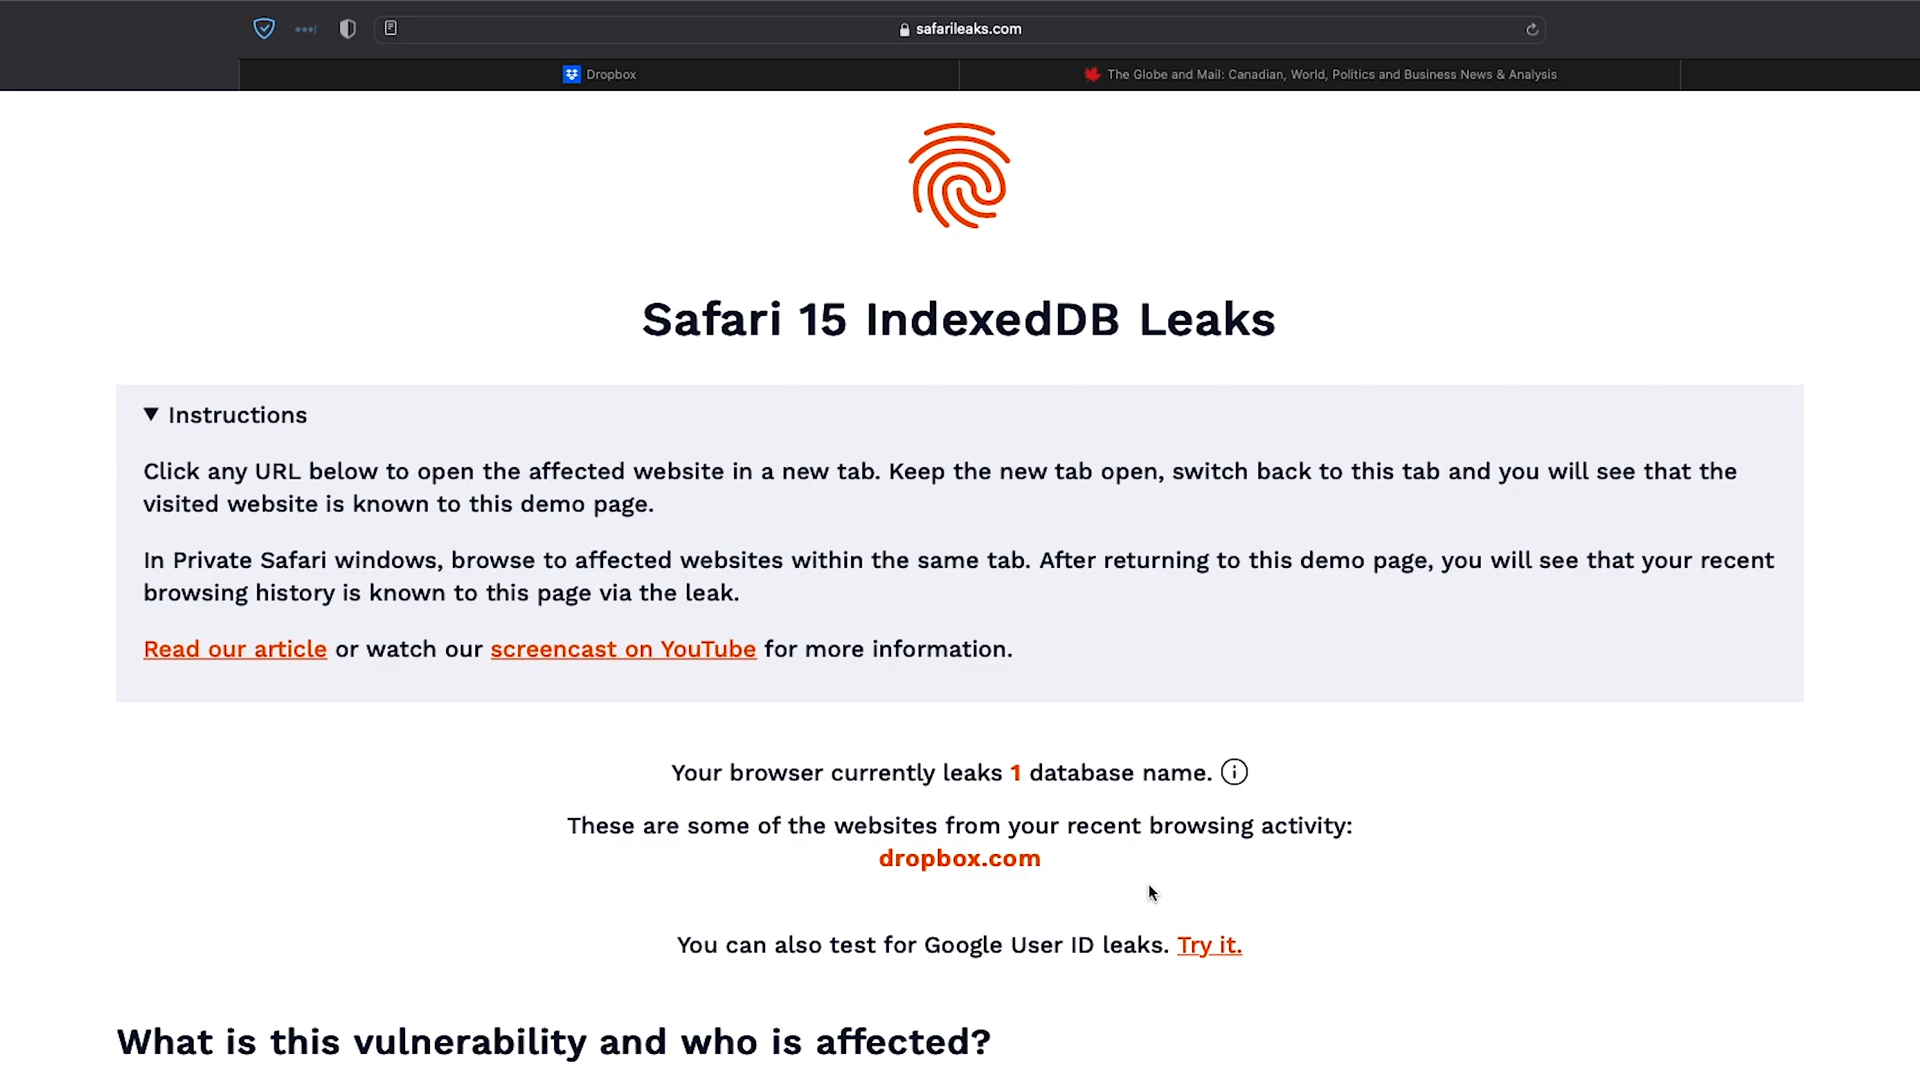 safarileaks.com
Dropbox
The Globe and Mail: Canadian, World, Politics and Business News & Analysis
Safari 15 IndexedDB Leaks
▼ Instructions
Click any URL below to open the affected website in a new tab. Keep the new tab open, switch back to this tab and you will see that the
visited website is known to this demo page.
In Private Safari windows, browse to affected websites within the same tab. After returning to this demo page, you will see that your recent
browsing history is known to this page via the leak.
Read our article or watch our screencast on YouTube for more information.
Your browser currently leaks 1 database name.
These are some of the websites from your recent browsing activity:
dropbox.com
You can also test for Google User ID leaks. Try it.
What is this vulnerability and who is affected?